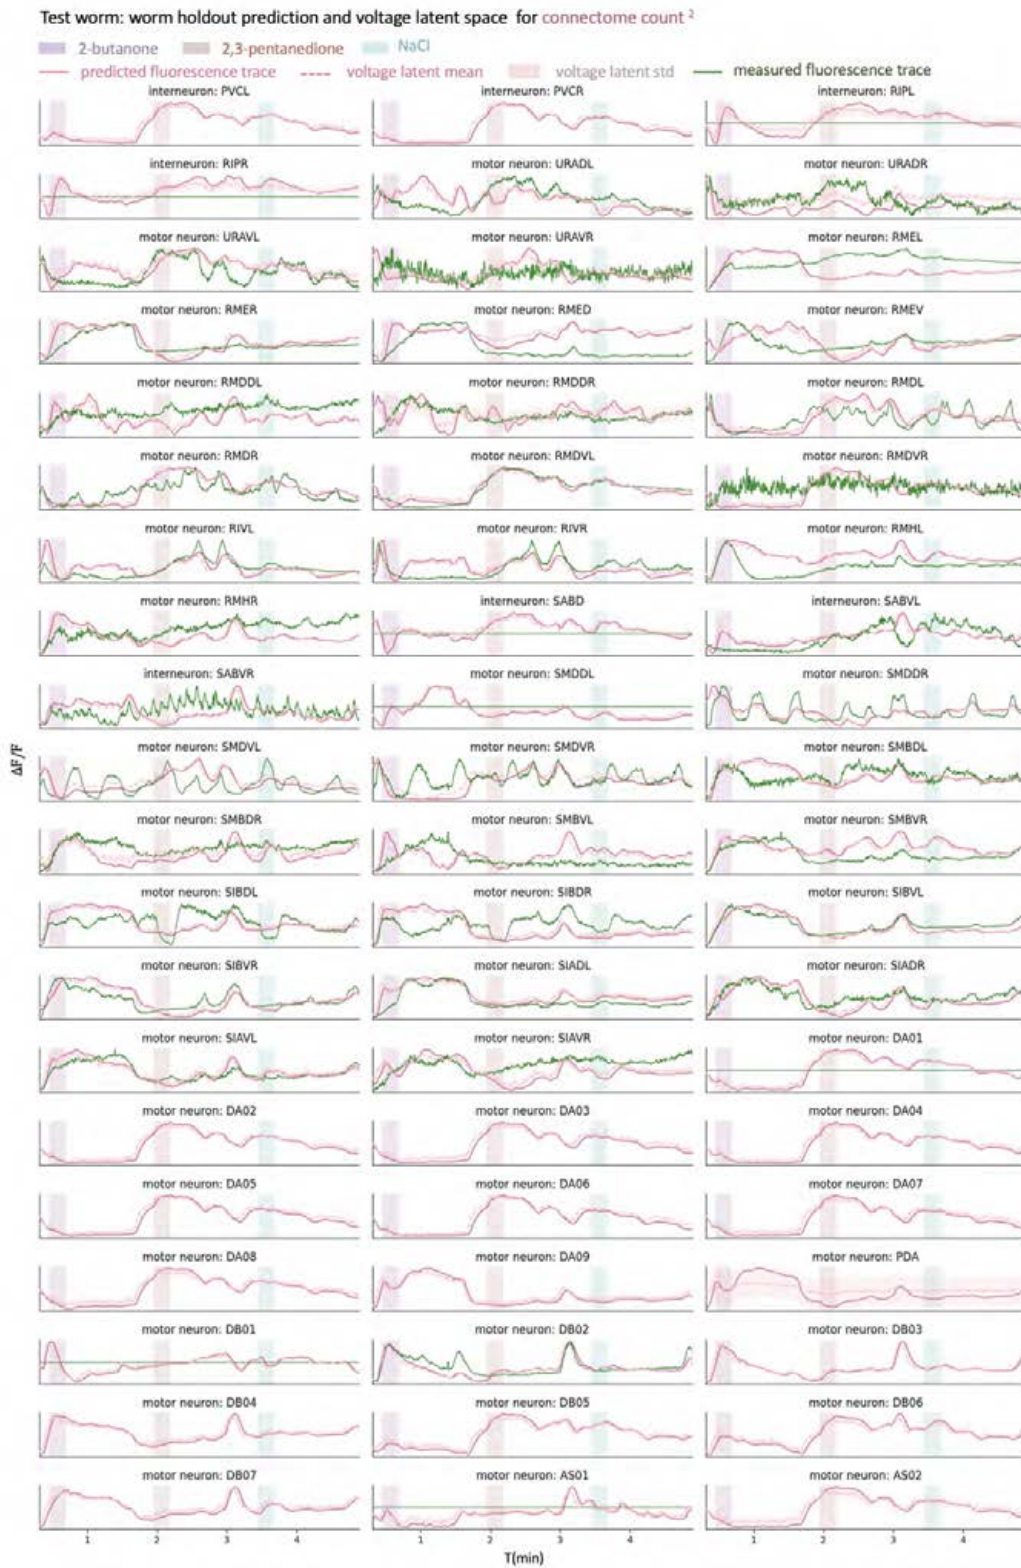 Test worm: worm holdout prediction and voltage latent space for connectome count ²
2-butanone 2,3-pentanedione NaCl
predicted fluorescence trace voltage latent mean voltage latent std measured fluorescence trace
interneuron: PVCL interneuron: PVCR interneuron: RIPL
interneuron: RIPR motor neuron: URADL motor neuron: URADR
motor neuron: URAVL motor neuron: URAVR motor neuron: RMEL
motor neuron: RMER motor neuron: RMED motor neuron: RMEV
motor neuron: RMDDL motor neuron: RMDDR motor neuron: RMDL
motor neuron: RMDR motor neuron: RMDVL motor neuron: RMDVR
motor neuron: RIVL motor neuron: RIVR motor neuron: RMHL
motor neuron: RMHR interneuron: SABD interneuron: SABVL
interneuron: SABVR motor neuron: SMDDL motor neuron: SMDDR
motor neuron: SMDVL motor neuron: SMDVR motor neuron: SMBDL
motor neuron: SMBDR motor neuron: SMBVL motor neuron: SMBVR
motor neuron: SIBDL motor neuron: SIBDR motor neuron: SIBVL
motor neuron: SIBVR motor neuron: SIADL motor neuron: SIADR
motor neuron: SIAVL motor neuron: SIAVR motor neuron: DA01
motor neuron: DA02 motor neuron: DA03 motor neuron: DA04
motor neuron: DA05 motor neuron: DA06 motor neuron: DA07
motor neuron: DA08 motor neuron: DA09 motor neuron: PDA
motor neuron: DB01 motor neuron: DB02 motor neuron: DB03
motor neuron: DB04 motor neuron: DB05 motor neuron: DB06
motor neuron: DB07 motor neuron: AS01 motor neuron: AS02
ΔF/F
1 2 3 4 1 2 3 4 1 2 3 4
T(min)